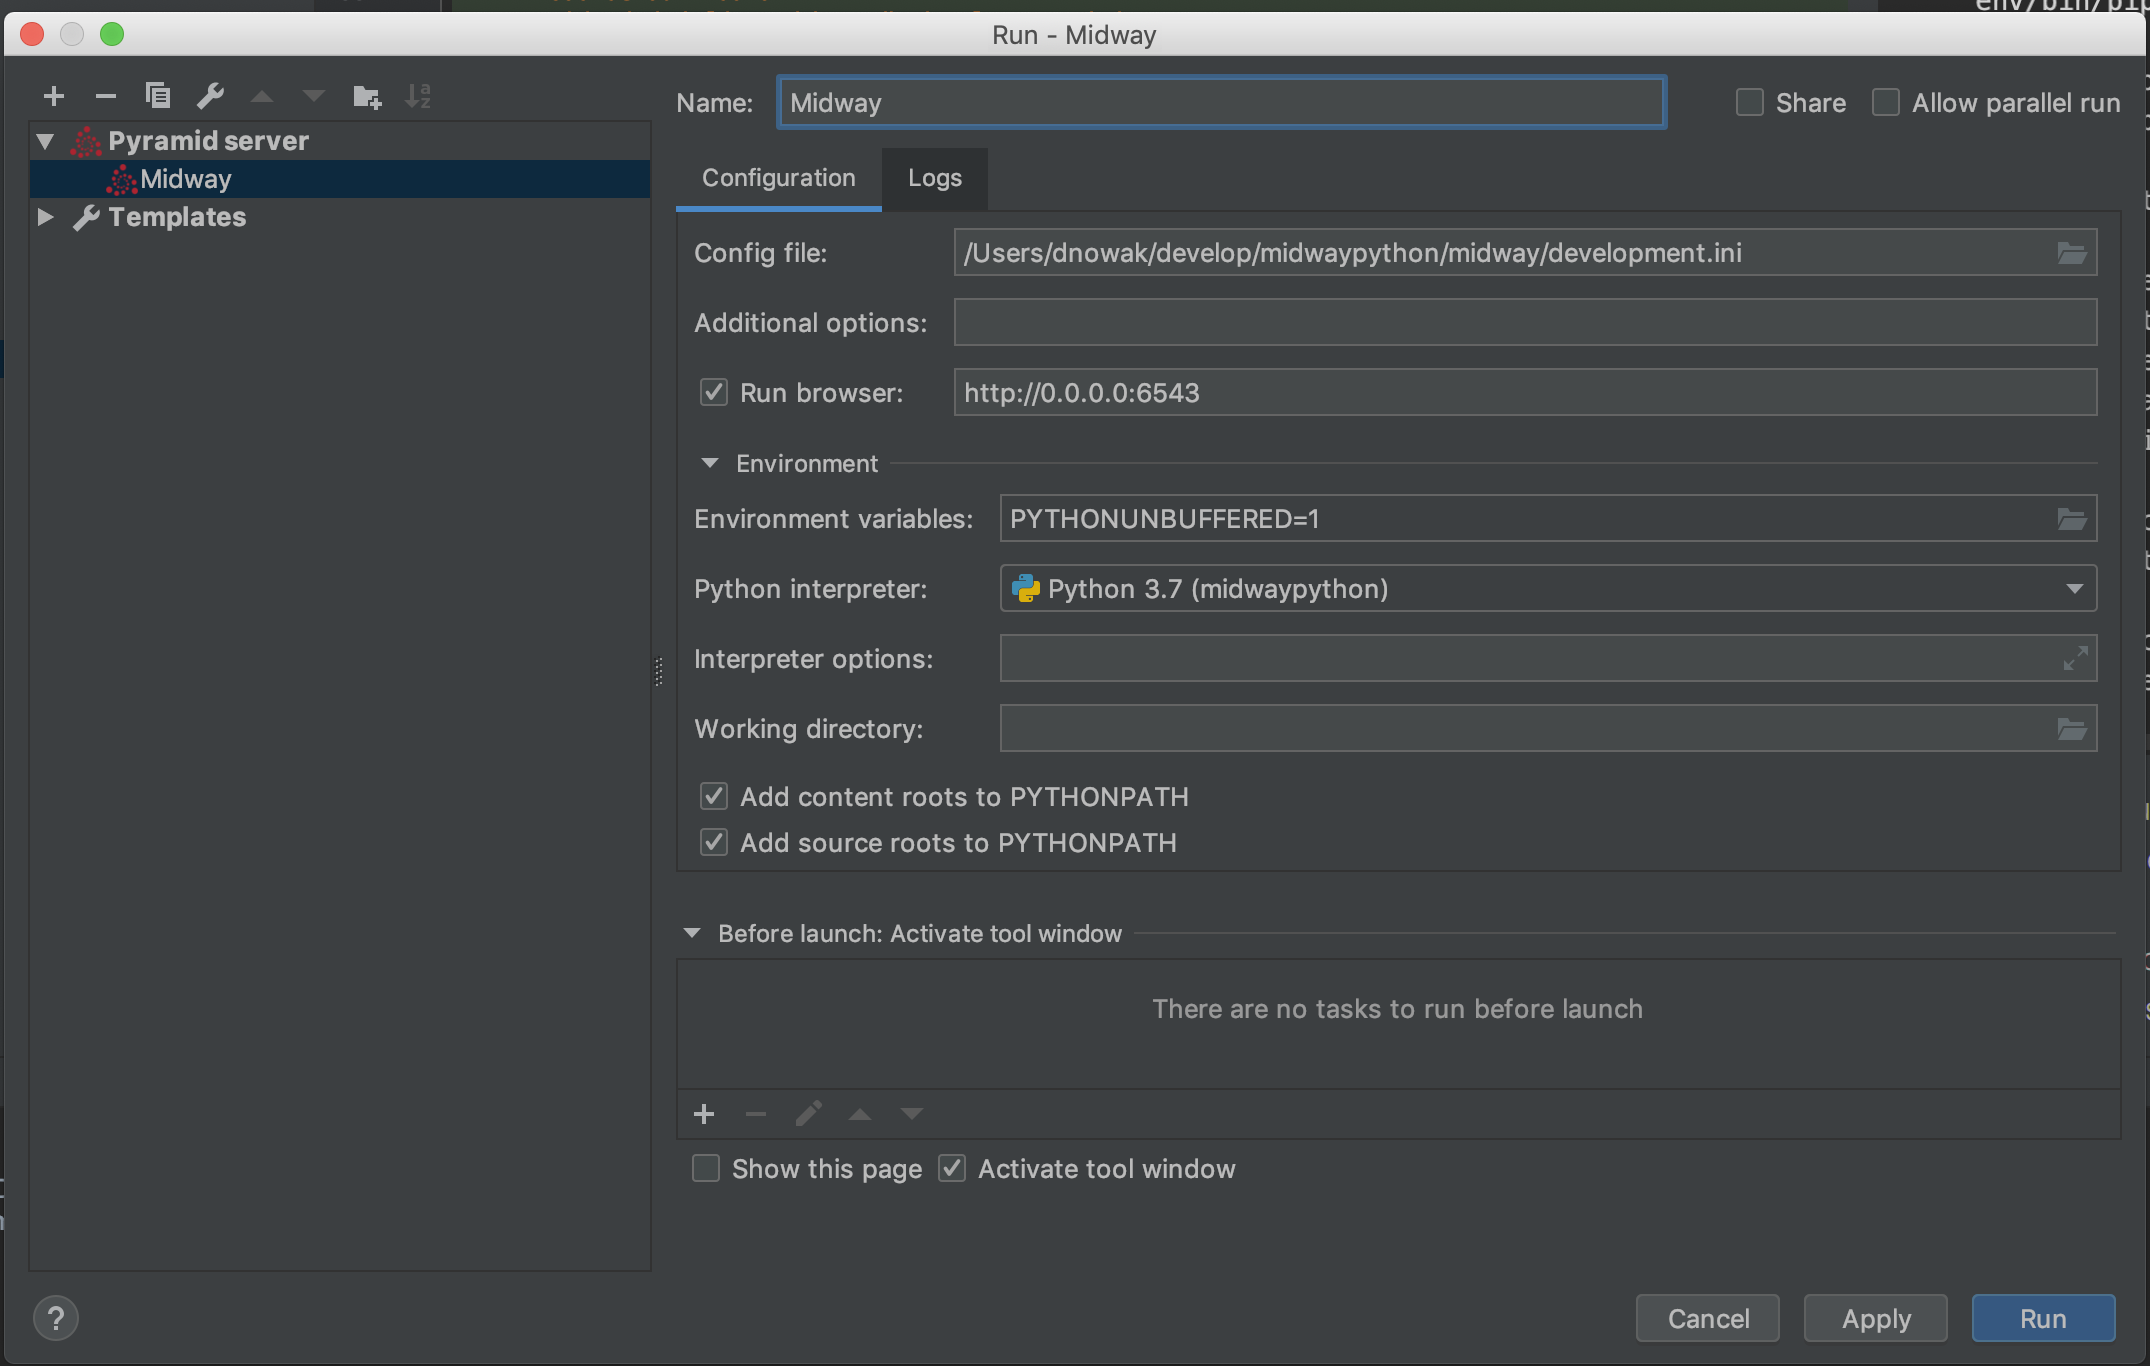 env/bin/pip
Run - Midway
Name: Midway
Share
Allow parallel run
Pyramid server
Midway
Templates
Configuration
Logs
Config file: /Users/dnowak/develop/midwaypython/midway/development.ini
Additional options:
Run browser: http://0.0.0.0:6543
Environment
Environment variables: PYTHONUNBUFFERED=1
Python interpreter: Python 3.7 (midwaypython)
Interpreter options:
Working directory:
Add content roots to PYTHONPATH
Add source roots to PYTHONPATH
Before launch: Activate tool window
There are no tasks to run before launch
Show this page
Activate tool window
?
Cancel
Apply
Run